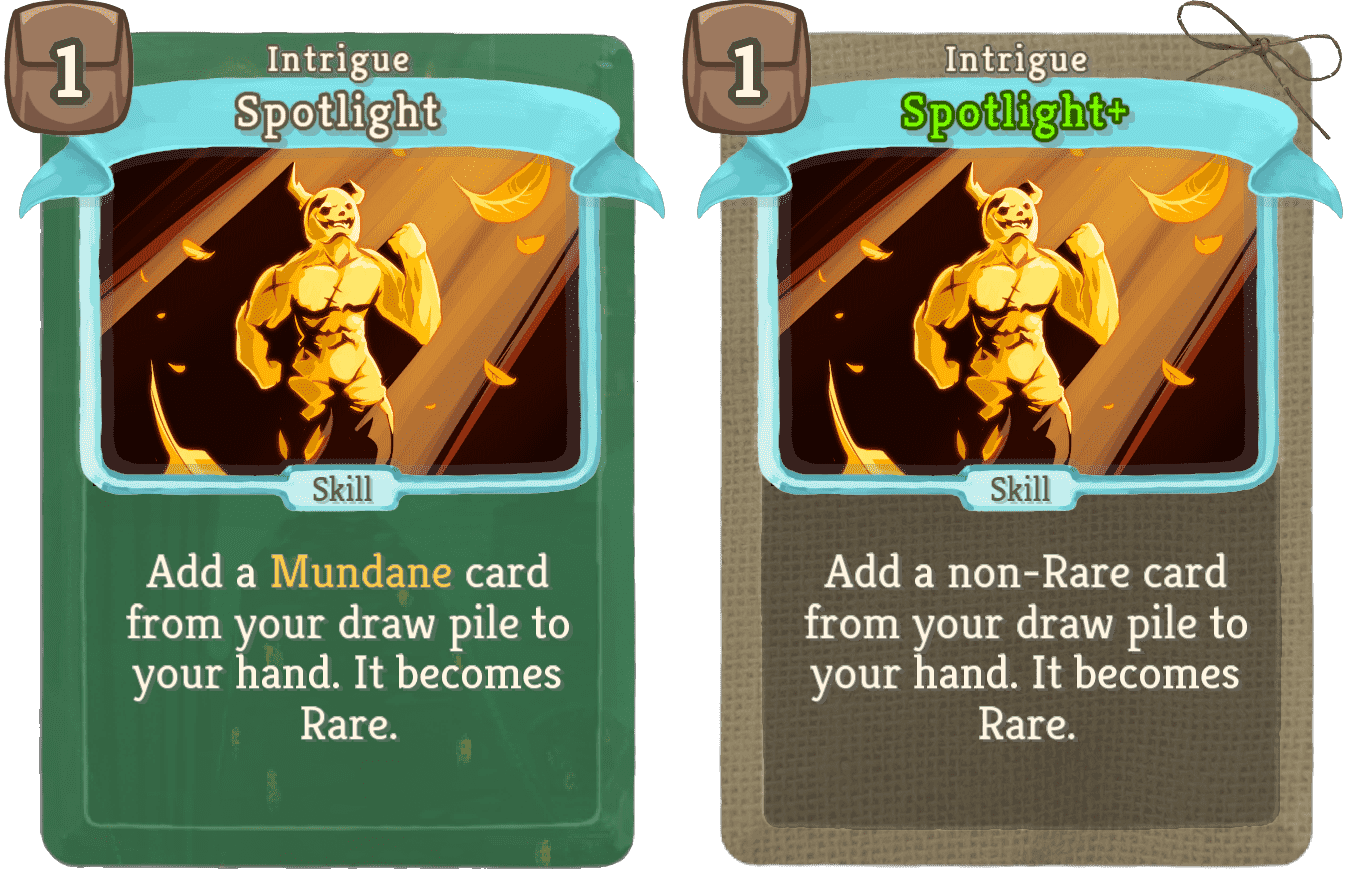 1
Intrigue
Spotlight
Skill
Add a Mundane card
from your draw pile to
your hand. It becomes
Rare.
1
Intrigue
Spotlight+
Skill
Add a non-Rare card
from your draw pile to
your hand. It becomes
Rare.